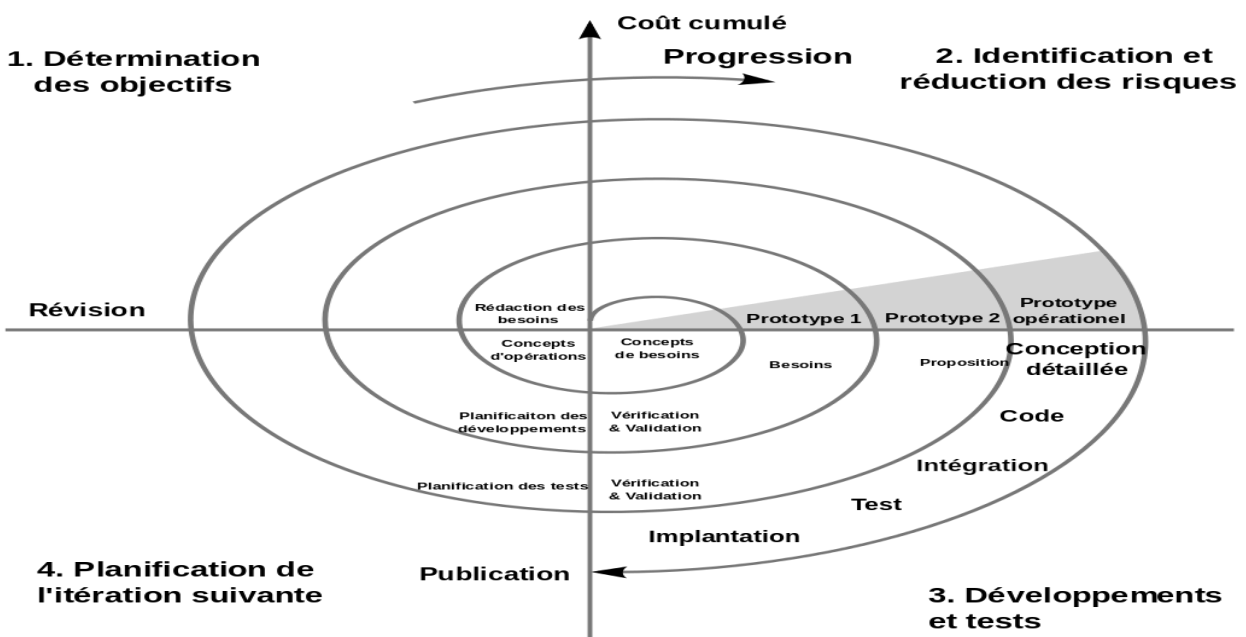 Coût cumulé
Progression
1. Détermination
des objectifs
2. Identification et
réduction des risques
Révision
Rédaction des
besoins
Prototype 1
Prototype 2
Prototype
opérationel
Concepts
d'opérations
Concepts
de besoins
Besoins
Proposition
Conception
détaillée
Planificaiton des
développements
Vérification
& Validation
Code
Intégration
Planification des tests
Vérification
& Validation
Test
Implantation
Publication
4. Planification de
l'itération suivante
3. Développements
et tests